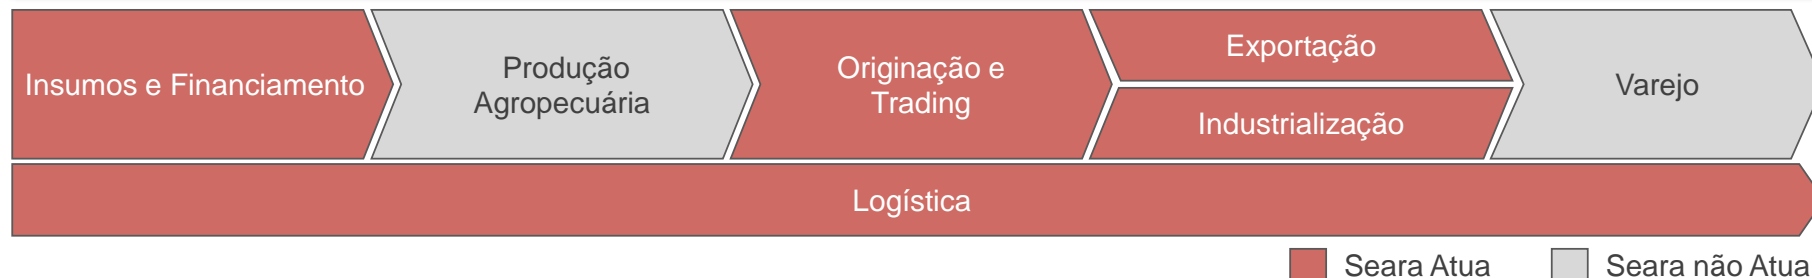 Insumos e Financiamento
Produção
Agropecuária
Originação e
Trading
Exportação
Industrialização
Varejo
Logística
Seara Atua
Seara não Atua